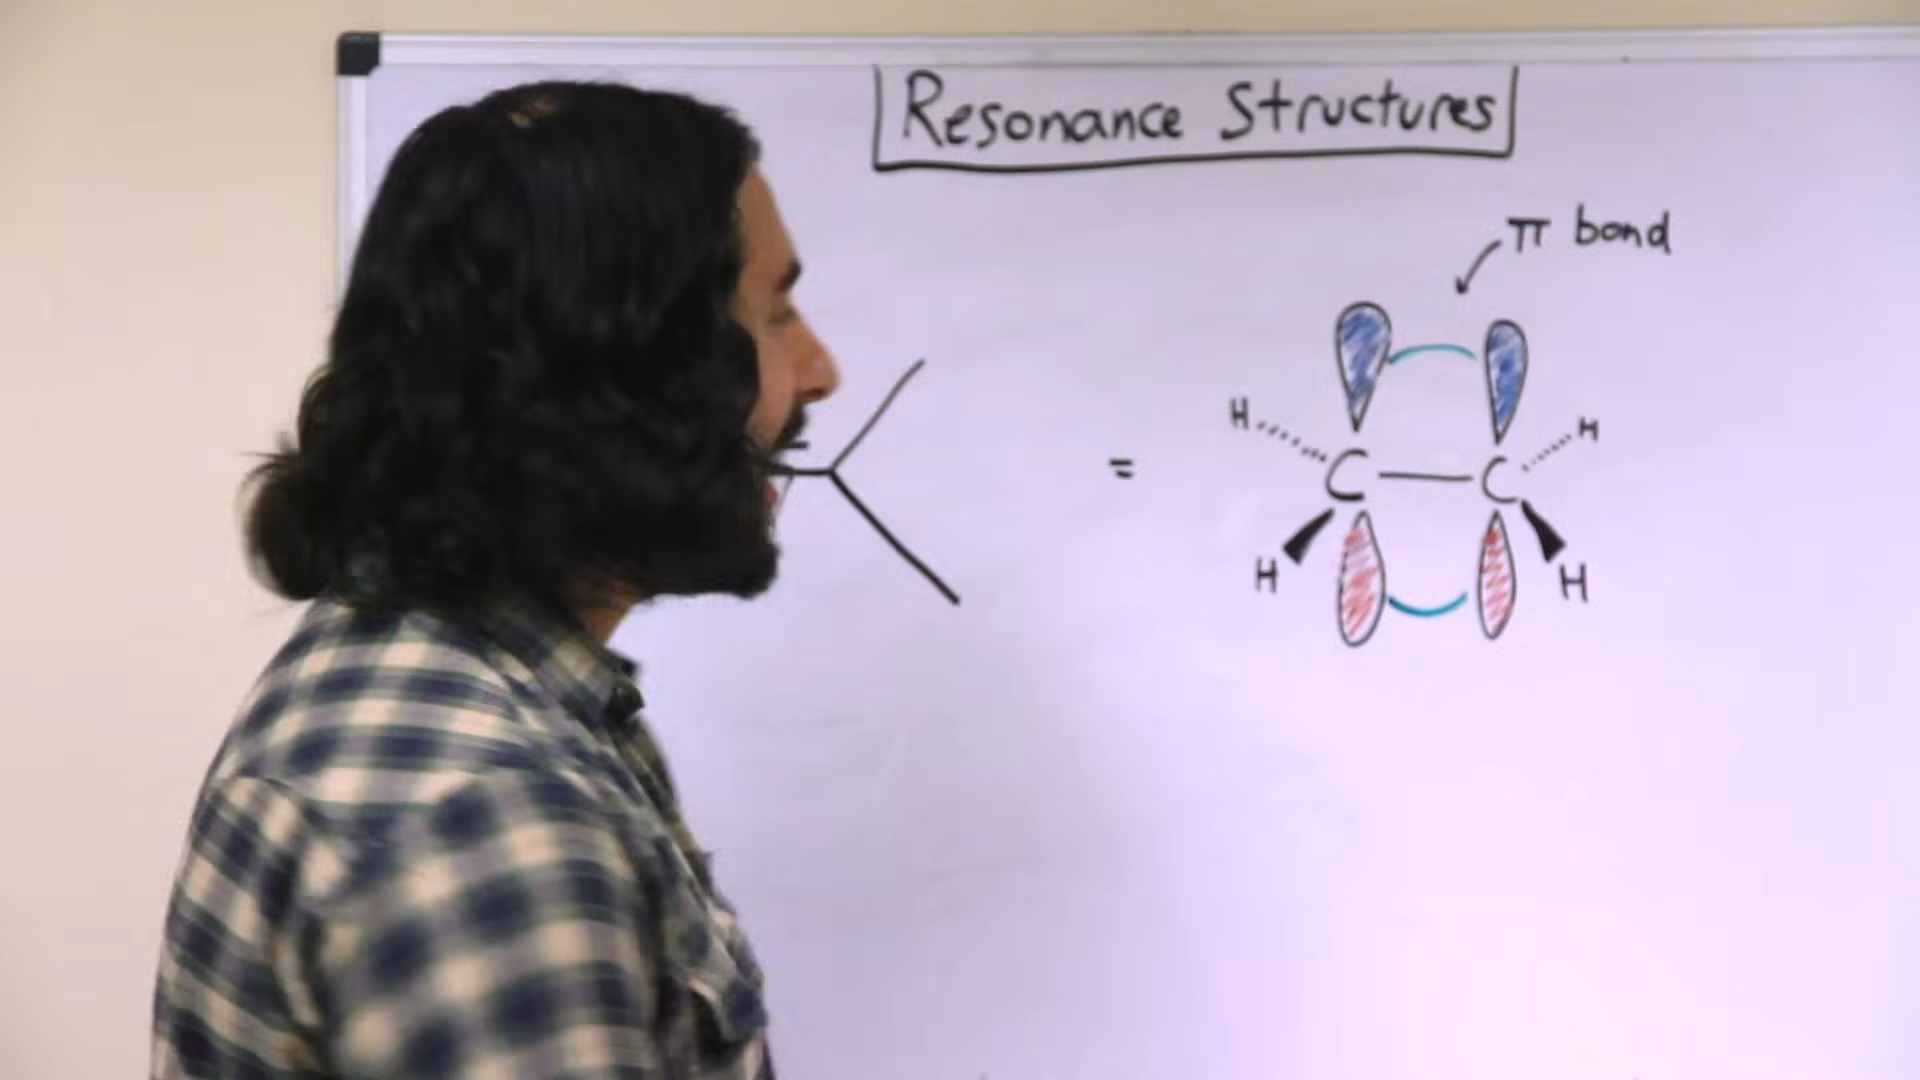 Resonance Structures
π bond
=
H H
C C
H H